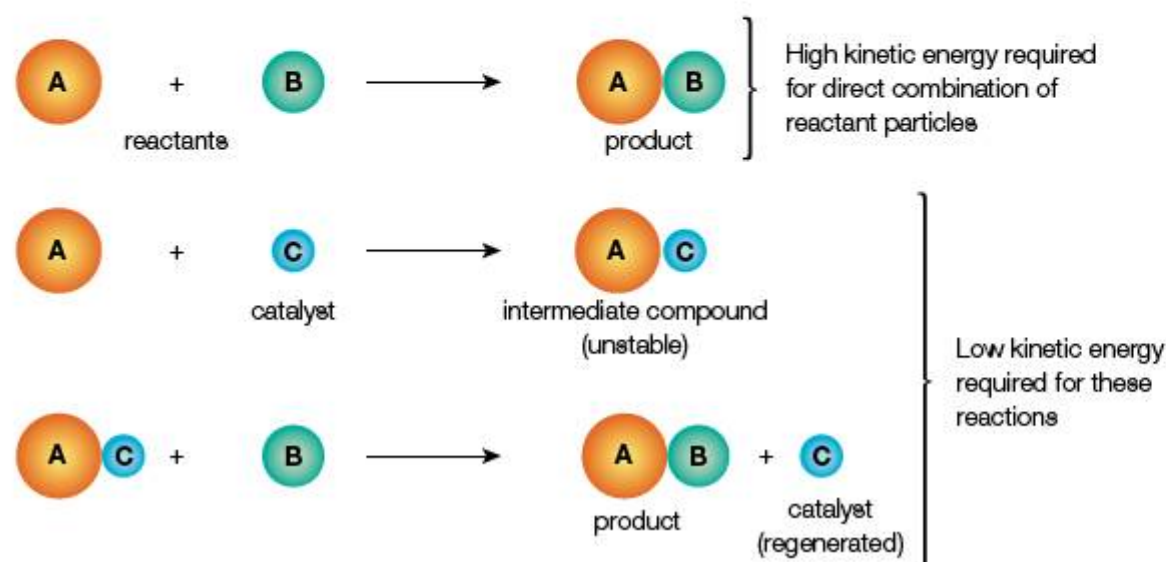 A + B A B
reactants
product
High kinetic energy required
for direct combination of
reactant particles
A + C A C
catalyst
intermediate compound
(unstable)
A C + B A B + C
product
catalyst
(regenerated)
Low kinetic energy
required for these
reactions